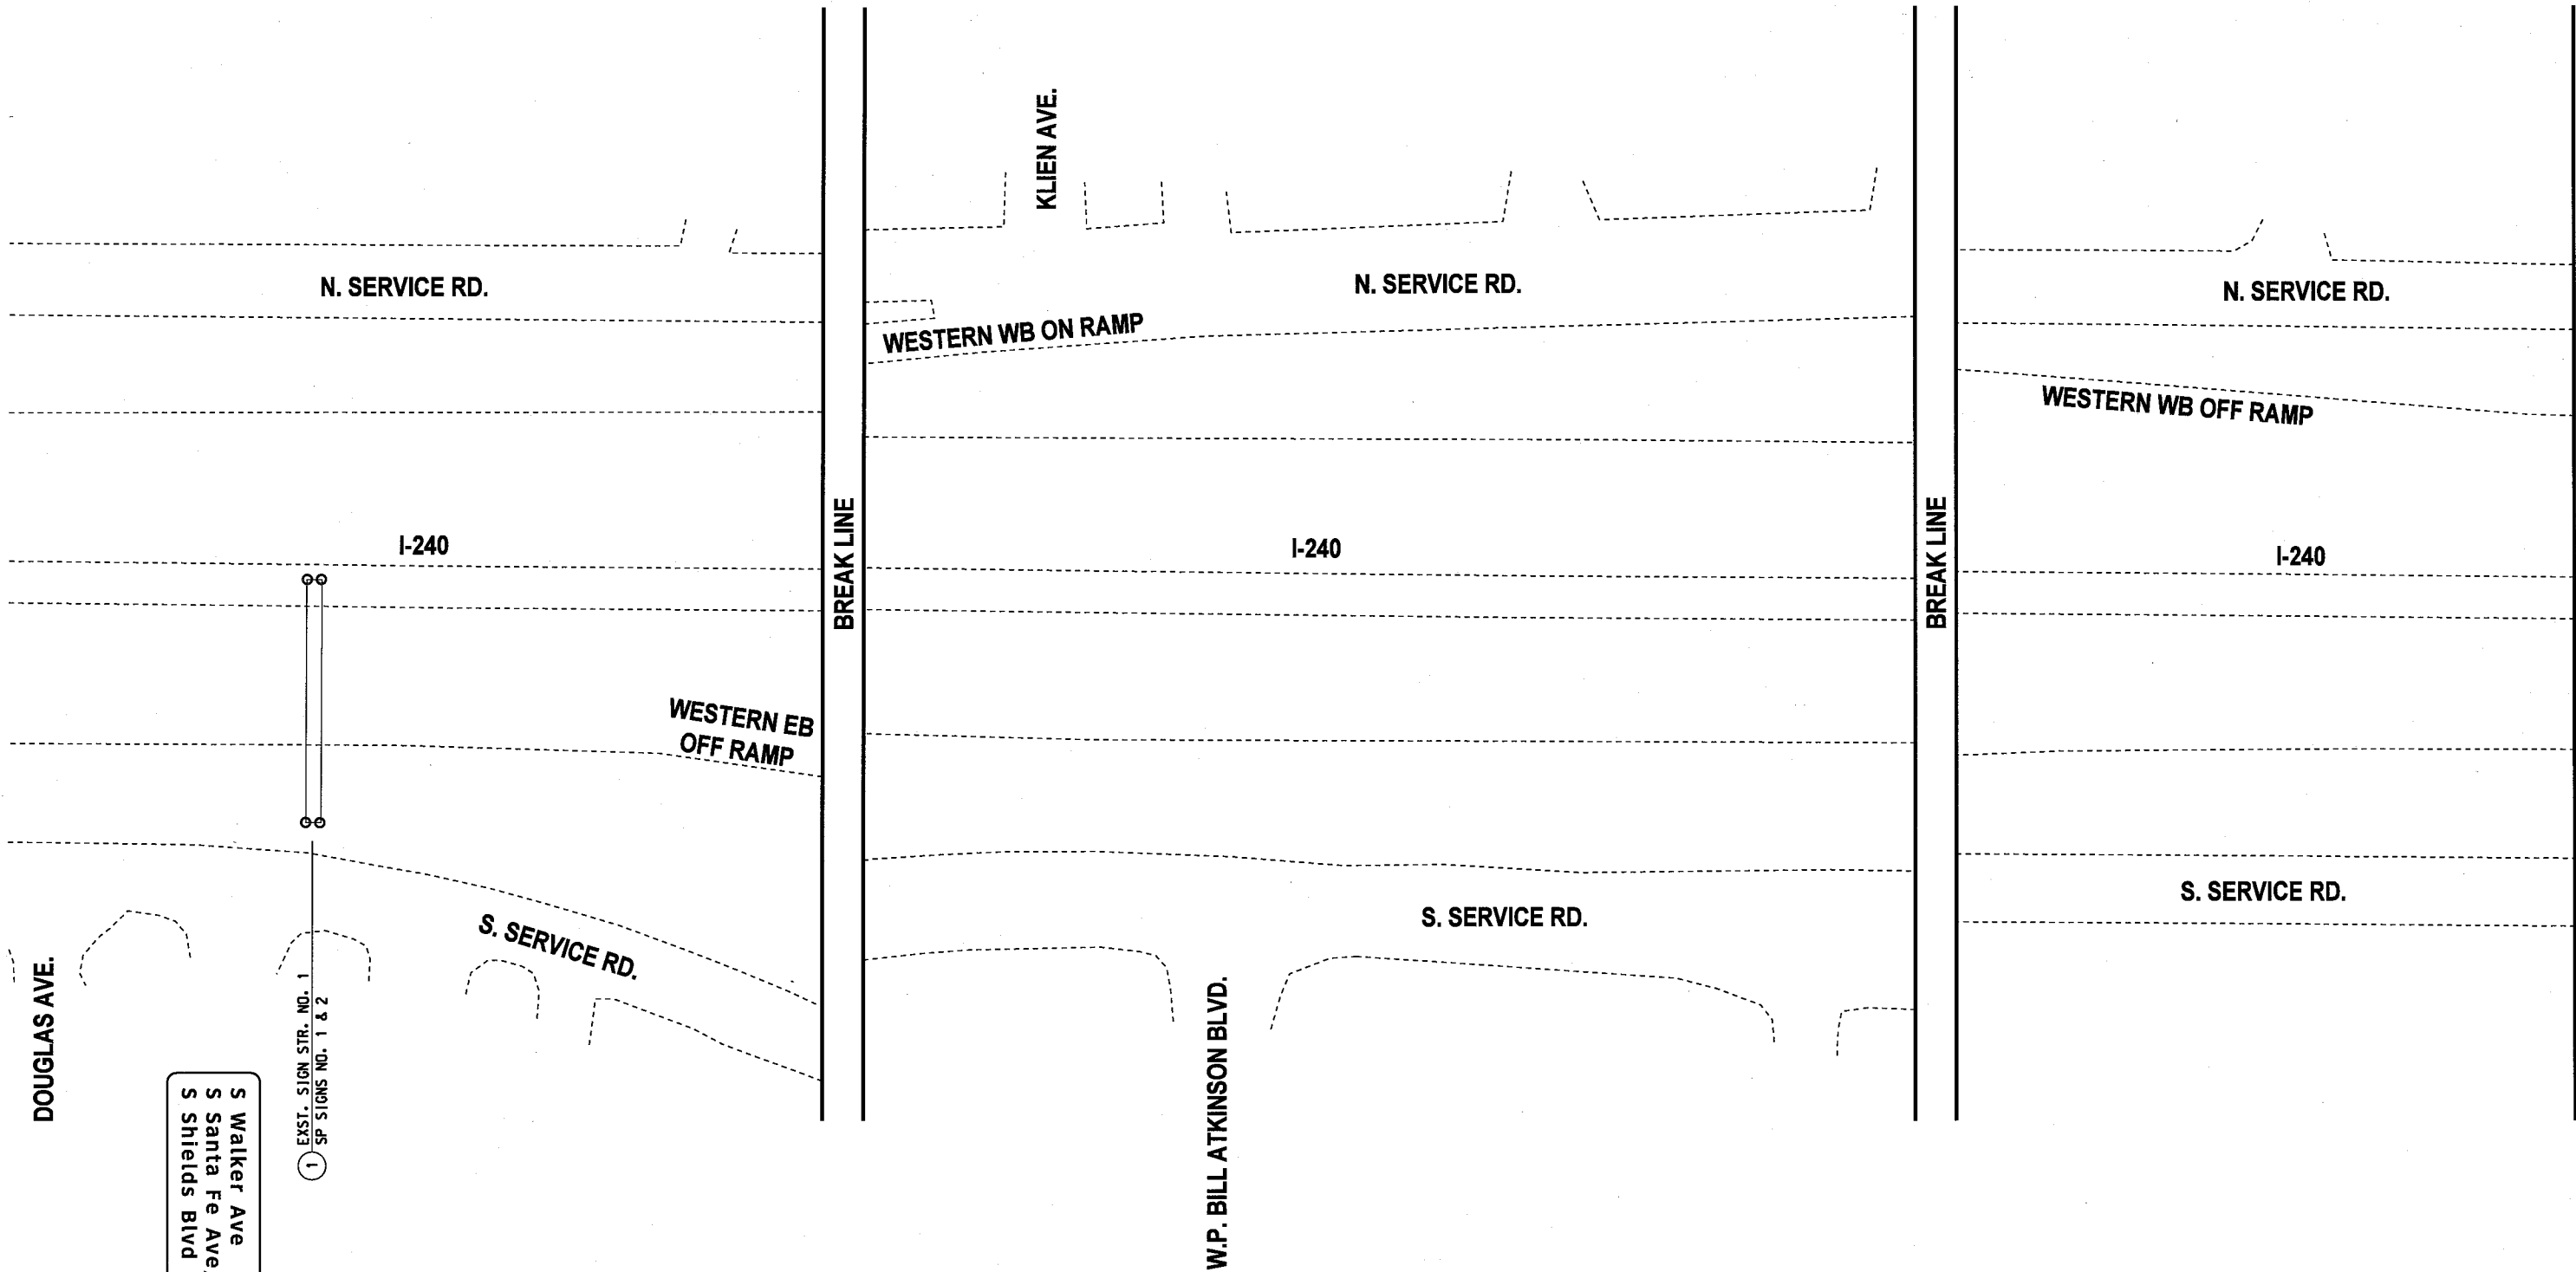 KLIEN AVE.
N. SERVICE RD.
N. SERVICE RD.
N. SERVICE RD.
WESTERN WB ON RAMP
WESTERN WB OFF RAMP
I-240
I-240
I-240
BREAK LINE
BREAK LINE
WESTERN EB
OFF RAMP
S. SERVICE RD.
S. SERVICE RD.
S. SERVICE RD.
DOUGLAS AVE.
EXST. SIGN STR. NO. 1
SP SIGNS NO. 1 & 2
1
S Walker Ave
S Santa Fe Ave
S Shields Blvd
W.P. BILL ATKINSON BLVD.